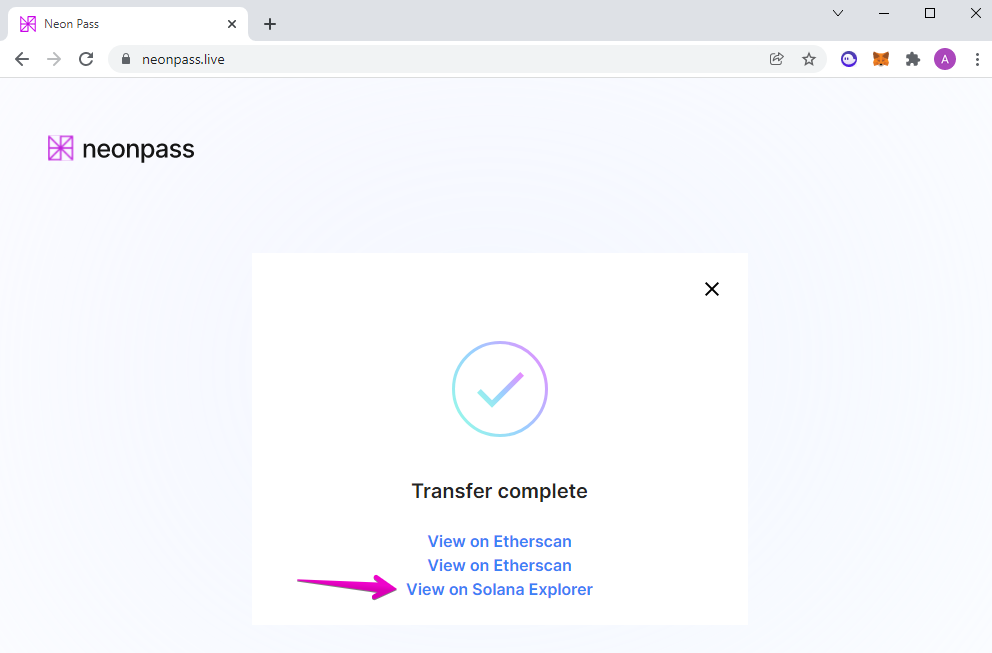 Neon Pass
neonpass.live
A
neonpass
Transfer complete
View on Etherscan
View on Etherscan
View on Solana Explorer